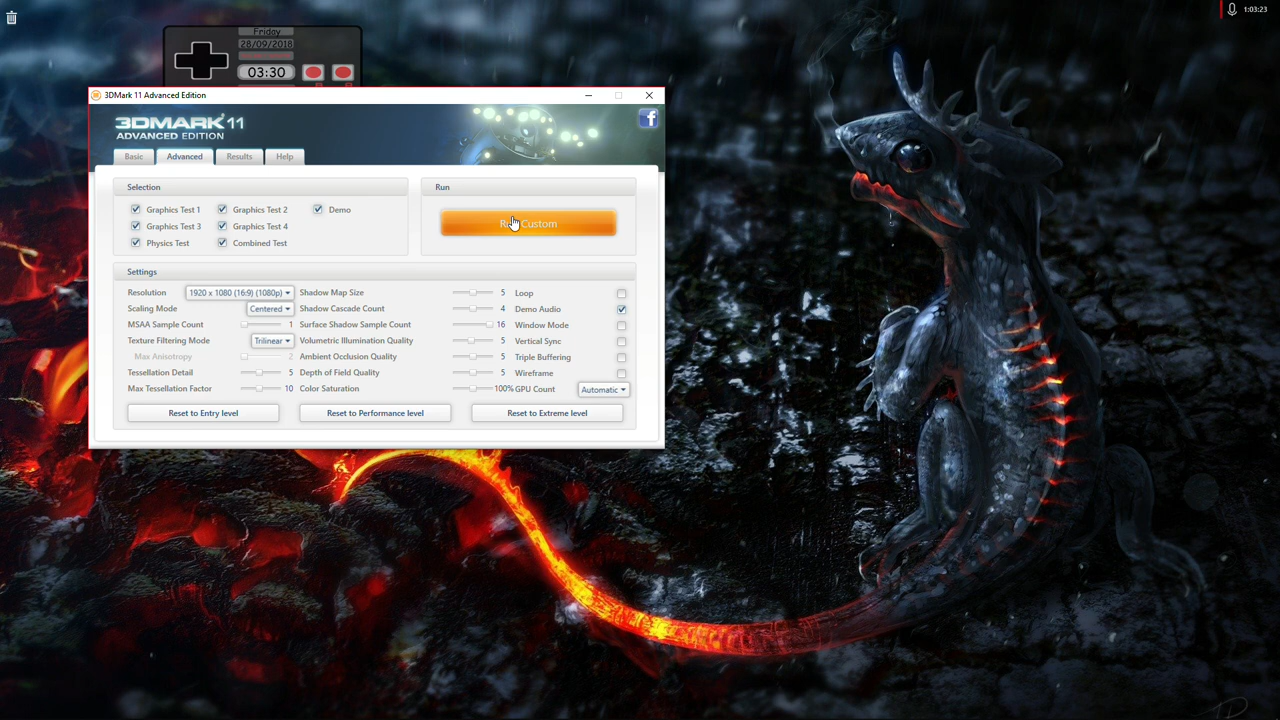 1:03:23
Friday
28/09/2018
03:30
3DMark 11 Advanced Edition
3DMARK 11
ADVANCED EDITION
f
Basic Advanced Results Help
Selection
Graphics Test 1 Graphics Test 2 Demo
Graphics Test 3 Graphics Test 4
Physics Test Combined Test
Run
Custom
Settings
Resolution 1920 x 1080 (16:9) (1080p) Shadow Map Size 5 Loop
Scaling Mode Centered Shadow Cascade Count 4 Demo Audio
MSAA Sample Count 1 Surface Shadow Sample Count 16 Window Mode
Texture Filtering Mode Trilinear Volumetric Illumination Quality 5 Vertical Sync
Max Anisotropy 2 Ambient Occlusion Quality 5 Triple Buffering
Tessellation Detail 5 Depth of Field Quality 5 Wireframe
Max Tessellation Factor 10 Color Saturation 100% GPU Count Automatic
Reset to Entry level Reset to Performance level Reset to Extreme level